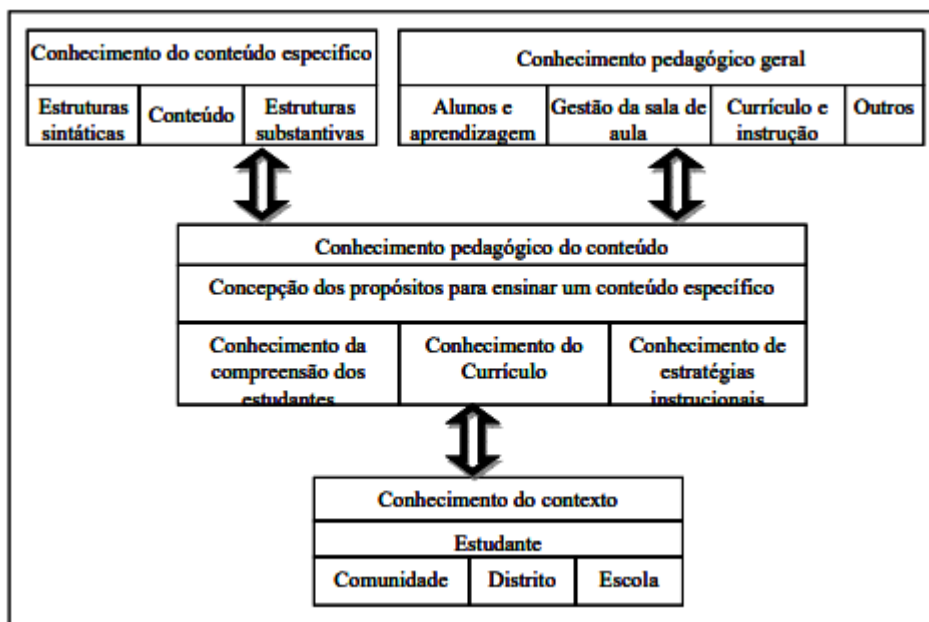 Conhecimento do conteúdo especifico
Estruturas sintáticas
Conteúdo
Estruturas substantivas
Conhecimento pedagógico geral
Alunos e aprendizagem
Gestão da sala de aula
Currículo e instrução
Outros
Conhecimento pedagógico do conteúdo
Concepção dos propósitos para ensinar um conteúdo específico
Conhecimento da
compreensão dos
estudantes
Conhecimento do
Currículo
Conhecimento de
estratégias
instrucionais
Conhecimento do contexto
Estudante
Comunidade
Distrito
Escola